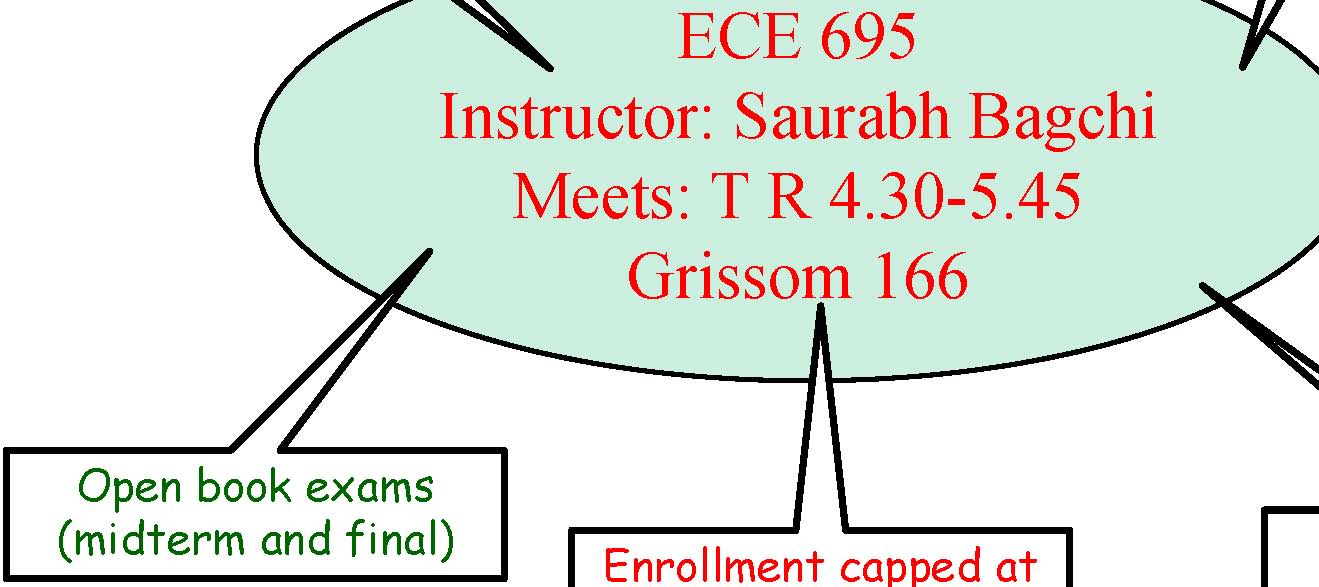 ECE 695
Instructor: Saurabh Bagchi
Meets: T R 4.30-5.45
Grissom 166
Open book exams
(midterm and final)
Enrollment capped at